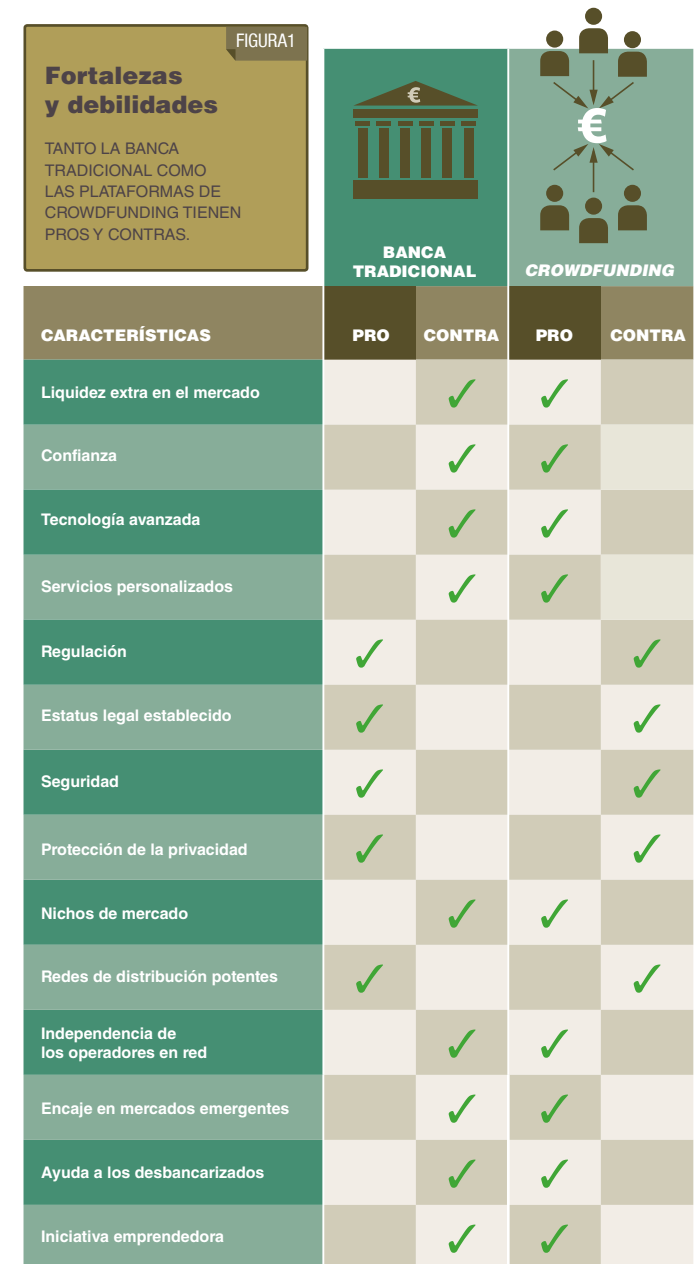 FIGURA1
Fortalezas
y debilidades
TANTO LA BANCA
TRADICIONAL COMO
LAS PLATAFORMAS DE
CROWDFUNDING TIENEN
PROS Y CONTRAS.
€
€
BANCA
TRADICIONAL
CROWDFUNDING
CARACTERÍSTICAS PRO CONTRA PRO CONTRA
Liquidez extra en el mercado ✓ ✓
Confianza ✓ ✓
Tecnología avanzada ✓ ✓
Servicios personalizados ✓ ✓
Regulación ✓ ✓
Estatus legal establecido ✓ ✓
Seguridad ✓ ✓
Protección de la privacidad ✓ ✓
Nichos de mercado ✓ ✓
Redes de distribución potentes ✓ ✓
Independencia de
los operadores en red ✓ ✓
Encaje en mercados emergentes ✓ ✓
Ayuda a los desbancarizados ✓ ✓
Iniciativa emprendedora ✓ ✓